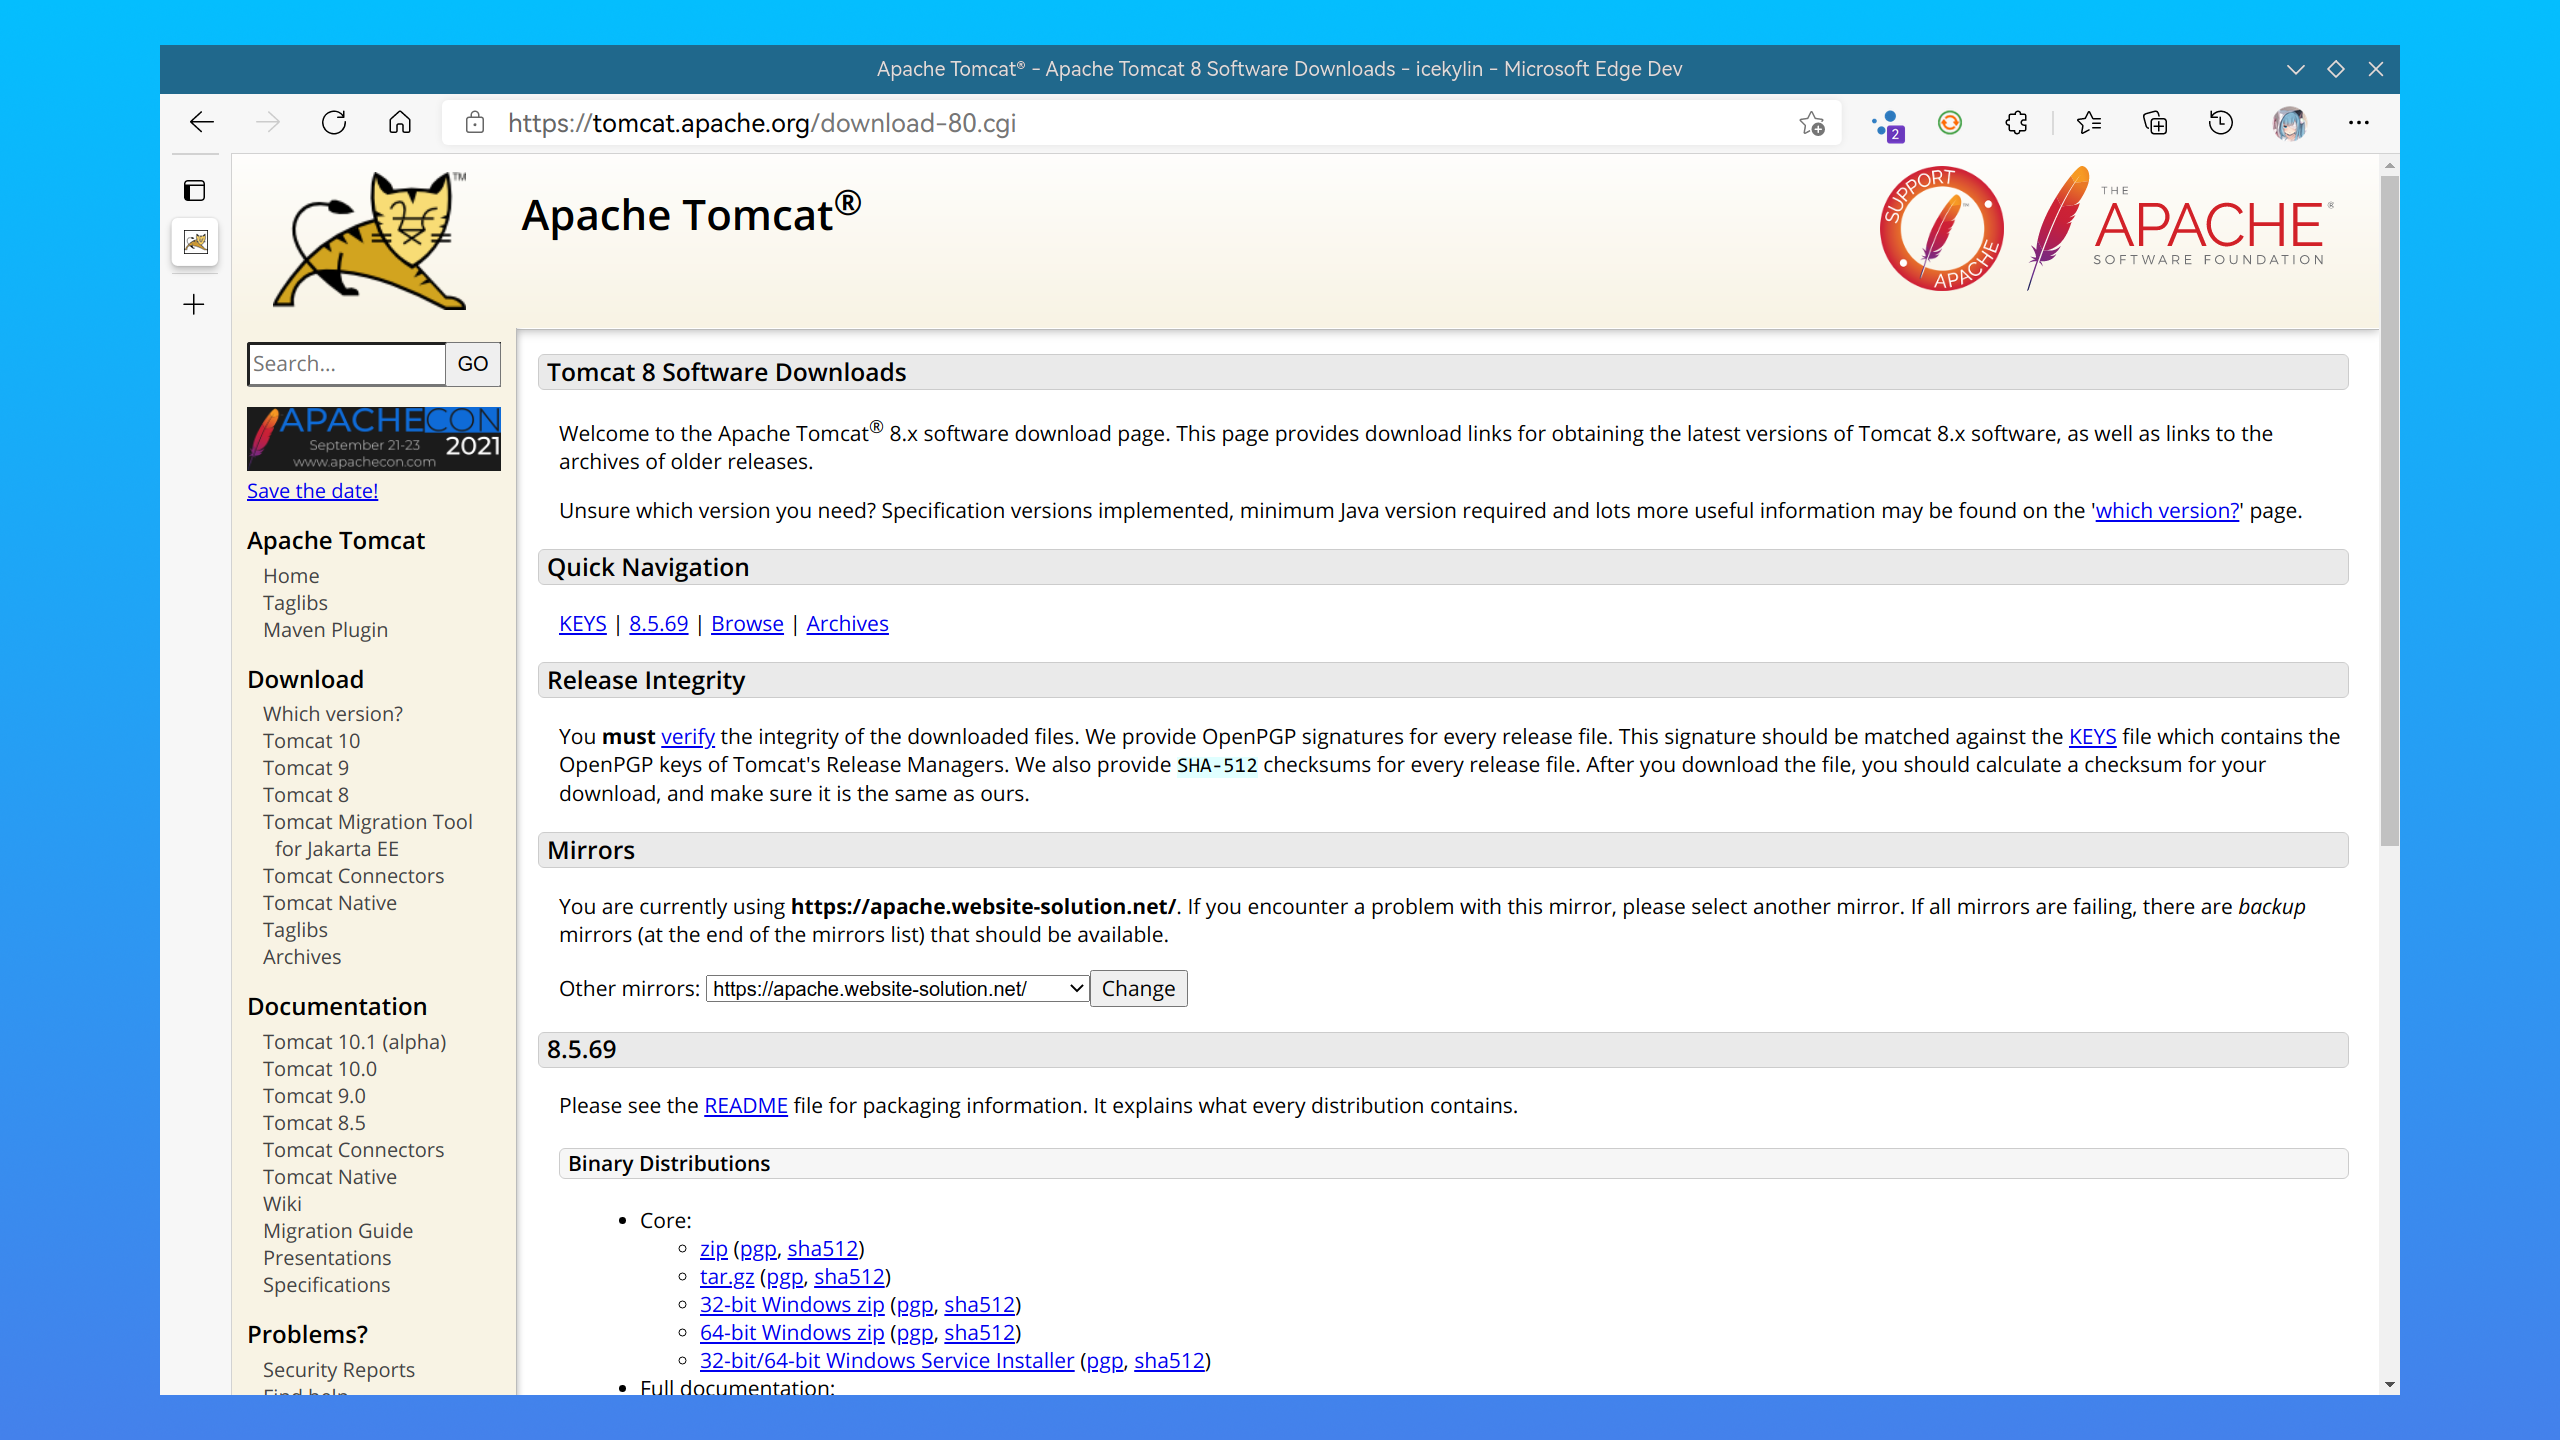 Apache Tomcat® - Apache Tomcat 8 Software Downloads - icekylin - Microsoft Edge Dev
https://tomcat.apache.org/download-80.cgi
2
TM
Apache Tomcat®
SUPPORT
APACHE
THE
APACHE®
SOFTWARE FOUNDATION
Search...
GO
APACHECON
September 21-23
2021
www.apachecon.com
Save the date!
Apache Tomcat
Home
Taglibs
Maven Plugin
Download
Which version?
Tomcat 10
Tomcat 9
Tomcat 8
Tomcat Migration Tool
for Jakarta EE
Tomcat Connectors
Tomcat Native
Taglibs
Archives
Documentation
Tomcat 10.1 (alpha)
Tomcat 10.0
Tomcat 9.0
Tomcat 8.5
Tomcat Connectors
Tomcat Native
Wiki
Migration Guide
Presentations
Specifications
Problems?
Security Reports
Find help
Tomcat 8 Software Downloads
Welcome to the Apache Tomcat® 8.x software download page. This page provides download links for obtaining the latest versions of Tomcat 8.x software, as well as links to the
archives of older releases.
Unsure which version you need? Specification versions implemented, minimum Java version required and lots more useful information may be found on the 'which version?' page.
Quick Navigation
KEYS | 8.5.69 | Browse | Archives
Release Integrity
You must verify the integrity of the downloaded files. We provide OpenPGP signatures for every release file. This signature should be matched against the KEYS file which contains the
OpenPGP keys of Tomcat's Release Managers. We also provide SHA-512 checksums for every release file. After you download the file, you should calculate a checksum for your
download, and make sure it is the same as ours.
Mirrors
You are currently using https://apache.website-solution.net/. If you encounter a problem with this mirror, please select another mirror. If all mirrors are failing, there are backup
mirrors (at the end of the mirrors list) that should be available.
Other mirrors: https://apache.website-solution.net/ Change
8.5.69
Please see the README file for packaging information. It explains what every distribution contains.
Binary Distributions
Core:
zip (pgp, sha512)
tar.gz (pgp, sha512)
32-bit Windows zip (pgp, sha512)
64-bit Windows zip (pgp, sha512)
32-bit/64-bit Windows Service Installer (pgp, sha512)
Full documentation: